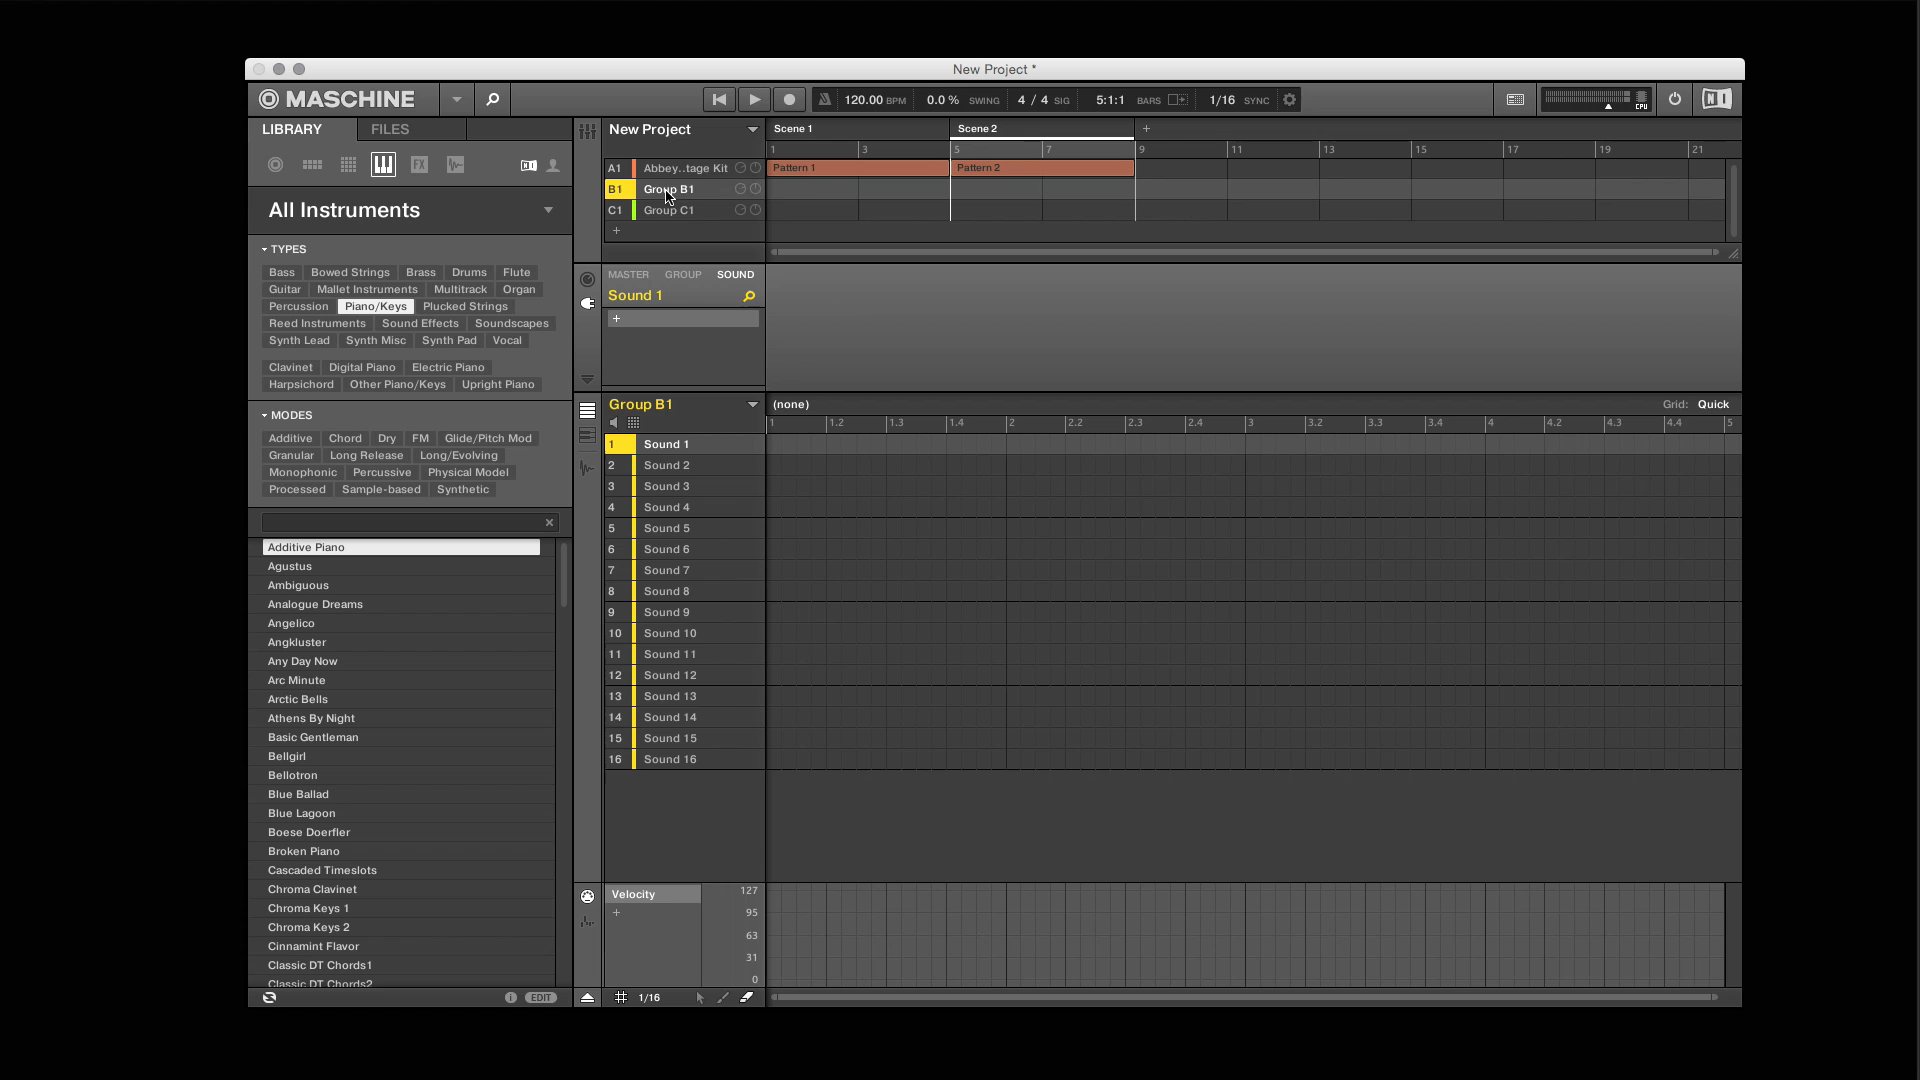 New Project *
MASCHINE
120.00 BPM 0.0 % SWING 4 / 4 SIG 5:1:1 BARS 1/16 SYNC CPU NI
LIBRARY FILES
FX NI
All Instruments
TYPES
Bass Bowed Strings Brass Drums Flute
Guitar Mallet Instruments Multitrack Organ
Percussion Piano/Keys Plucked Strings
Reed Instruments Sound Effects Soundscapes
Synth Lead Synth Misc Synth Pad Vocal
Clavinet Digital Piano Electric Piano
Harpsichord Other Piano/Keys Upright Piano
MODES
Additive Chord Dry FM Glide/Pitch Mod
Granular Long Release Long/Evolving
Monophonic Percussive Physical Model
Processed Sample-based Synthetic
Additive Piano
Agustus
Ambiguous
Analogue Dreams
Angelico
Angkluster
Any Day Now
Arc Minute
Arctic Bells
Athens By Night
Basic Gentleman
Bellgirl
Bellotron
Blue Ballad
Blue Lagoon
Boese Doerfler
Broken Piano
Cascaded Timeslots
Chroma Clavinet
Chroma Keys 1
Chroma Keys 2
Cinnamint Flavor
Classic DT Chords1
Classic DT Chords2
i EDIT
New Project Scene 1 Scene 2 +
1 3 5 7 9 11 13 15 17 19 21
A1 Abbey..tage Kit Pattern 1 Pattern 2
B1 Group B1
C1 Group C1
+
MASTER GROUP SOUND
Sound 1
+
Group B1 (none) Grid: Quick
1 1.2 1.3 1.4 2 2.2 2.3 2.4 3 3.2 3.3 3.4 4 4.2 4.3 4.4 5
1 Sound 1
2 Sound 2
3 Sound 3
4 Sound 4
5 Sound 5
6 Sound 6
7 Sound 7
8 Sound 8
9 Sound 9
10 Sound 10
11 Sound 11
12 Sound 12
13 Sound 13
14 Sound 14
15 Sound 15
16 Sound 16
Velocity 127
+ 95
63
31
0
1/16